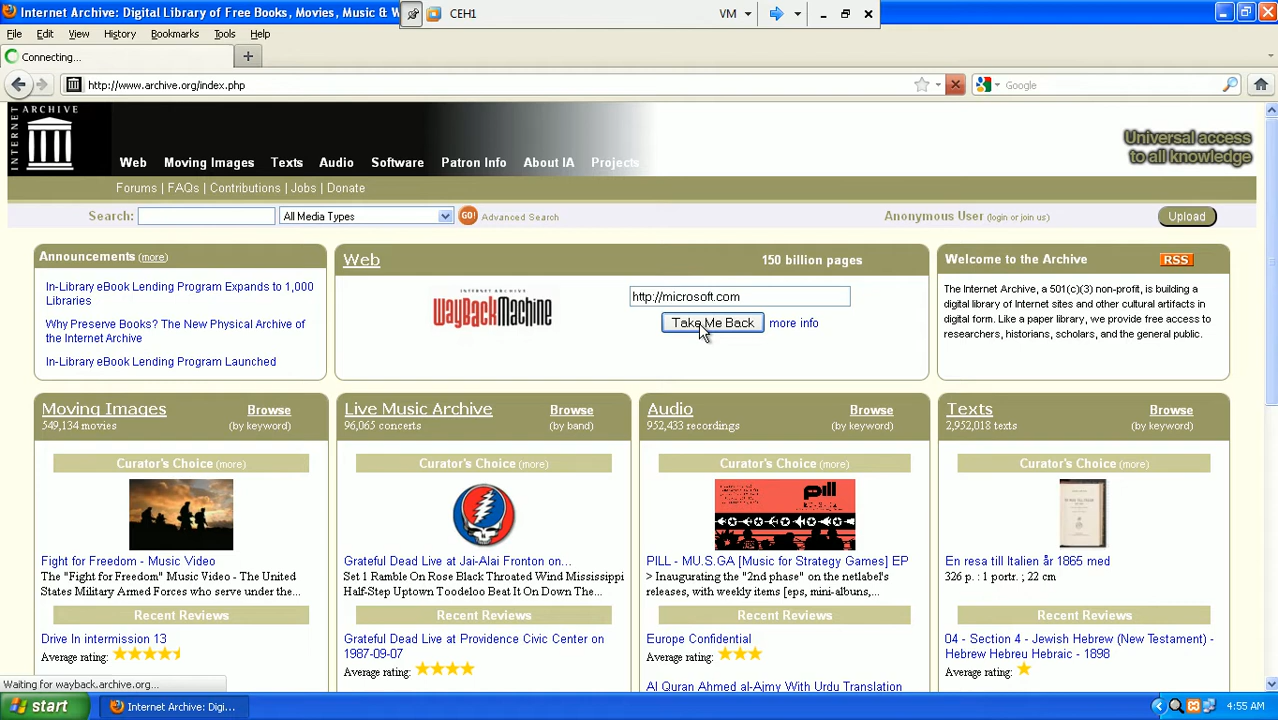 Internet Archive: Digital Library of Free Books, Movies, Music & W
CEH1
VM
File Edit View History Bookmarks Tools Help
Connecting...
http://www.archive.org/index.php
Google
INTERNET ARCHIVE
Universal access
to all knowledge
Web Moving Images Texts Audio Software Patron Info About IA Projects
Forums | FAQs | Contributions | Jobs | Donate
Search: All Media Types GO! Advanced Search
Anonymous User (login or join us) Upload
Announcements (more)
In-Library eBook Lending Program Expands to 1,000
Libraries
Why Preserve Books? The New Physical Archive of
the Internet Archive
In-Library eBook Lending Program Launched
Web 150 billion pages
INTERNET ARCHIVE
WayBackMachine
http://microsoft.com
Take Me Back more info
Welcome to the Archive RSS
The Internet Archive, a 501(c)(3) non-profit, is building a
digital library of Internet sites and other cultural artifacts in
digital form. Like a paper library, we provide free access to
researchers, historians, scholars, and the general public.
Moving Images Browse
549,134 movies (by keyword)
Curator's Choice (more)
Fight for Freedom - Music Video
The "Fight for Freedom" Music Video - The United
States Military Armed Forces who serve under the...
Recent Reviews
Drive In intermission 13
Average rating:
Live Music Archive Browse
96,065 concerts (by band)
Curator's Choice (more)
Grateful Dead Live at Jai-Alai Fronton on...
Set 1 Ramble On Rose Black Throated Wind Mississippi
Half-Step Uptown Toodeloo Beat It On Down The...
Recent Reviews
Grateful Dead Live at Providence Civic Center on
1987-09-07
Average rating:
Audio Browse
952,433 recordings (by keyword)
Curator's Choice (more)
pill
PILL - MU.S.GA [Music for Strategy Games] EP
> Inaugurating the "2nd phase" on the netlabel's
releases, with weekly items [eps, mini-albums,...
Recent Reviews
Europe Confidential
Average rating:
Al Quran Ahmed al-Ajmy With Urdu Translation
Texts Browse
2,952,018 texts (by keyword)
Curator's Choice (more)
En resa till Italien år 1865 med
326 p. : 1 portr. ; 22 cm
Recent Reviews
04 - Section 4 - Jewish Hebrew (New Testament) -
Hebrew Hebreu Hebraic - 1898
Average rating:
Waiting for wayback.archive.org...
start
Internet Archive: Digi...
4:55 AM